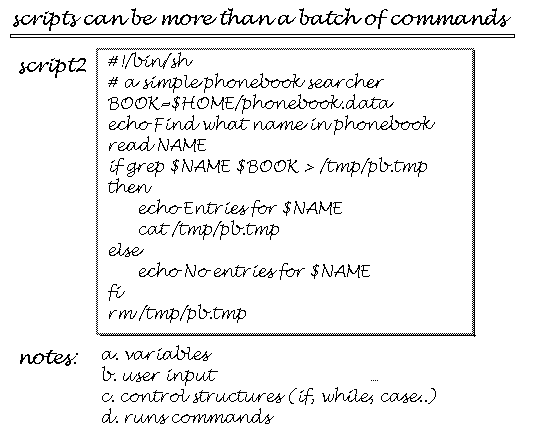 scripts can be more than a batch of commands
script2
#!/bin/sh
# a simple phonebook searcher
BOOK=$HOME/phonebook.data
echo Find what name in phonebook
read NAME
if grep $NAME $BOOK > /tmp/pb.tmp
then
echo Entries for $NAME
cat /tmp/pb.tmp
else
echo No entries for $NAME
fi
rm /tmp/pb.tmp
notes:
a. variables
b. user input
c. control structures (if, while, case..)
d. runs commands